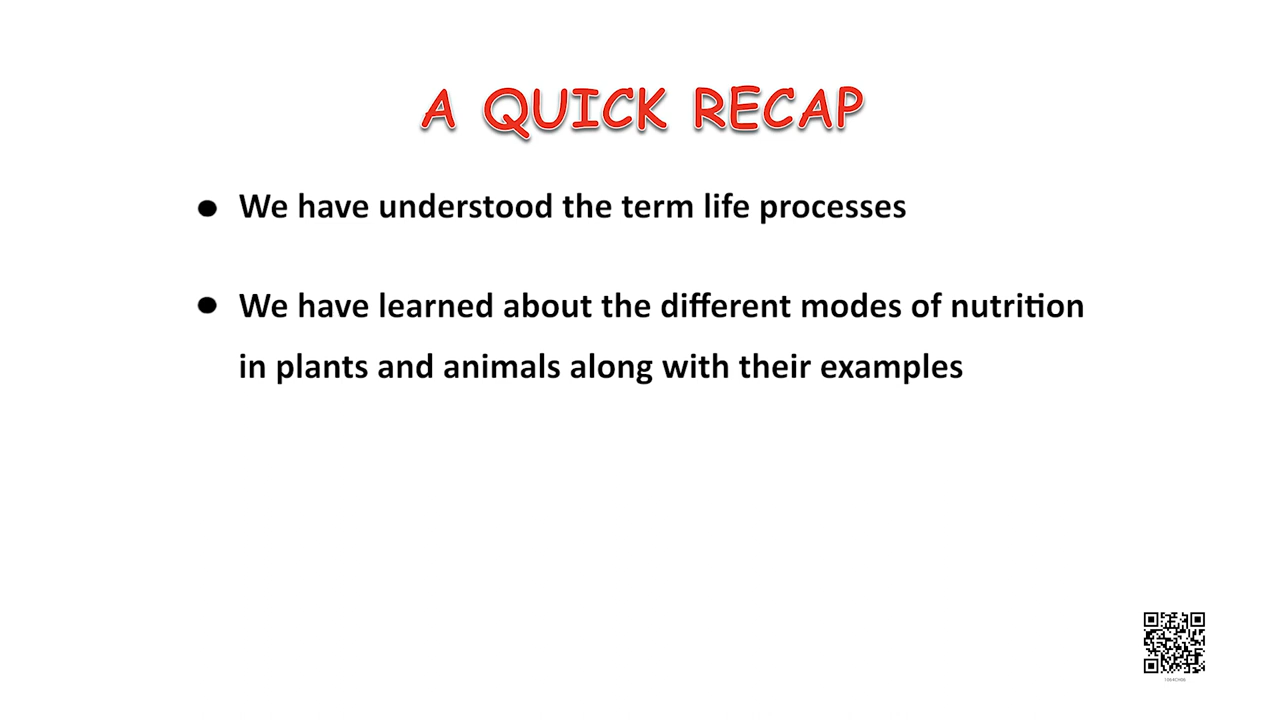 A QUICK RECAP
● We have understood the term life processes
● We have learned about the different modes of nutrition
in plants and animals along with their examples